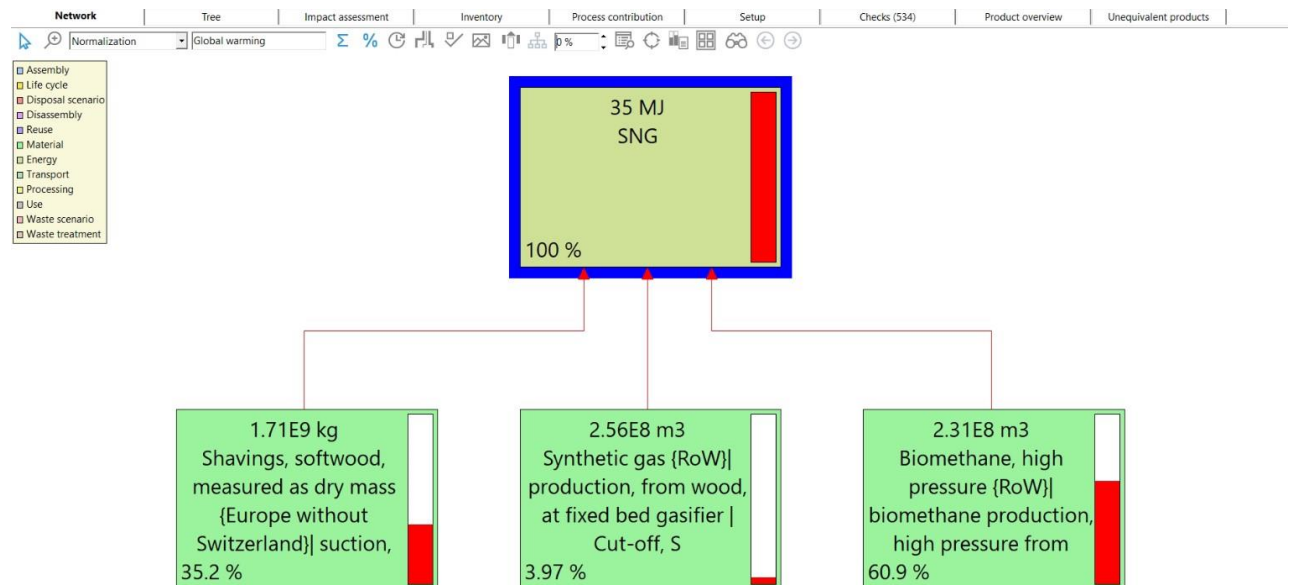 Network Tree Impact assessment Inventory Process contribution Setup Checks (534) Product overview Unequivalent products
Normalization Global warming Σ % 0 %
Assembly
Life cycle
Disposal scenario
Disassembly
Reuse
Material
Energy
Transport
Processing
Use
Waste scenario
Waste treatment
35 MJ
SNG
100 %
1.71E9 kg
Shavings, softwood,
measured as dry mass
{Europe without
Switzerland}| suction,
35.2 %
2.56E8 m3
Synthetic gas {RoW}|
production, from wood,
at fixed bed gasifier |
Cut-off, S
3.97 %
2.31E8 m3
Biomethane, high
pressure {RoW}|
biomethane production,
high pressure from
60.9 %